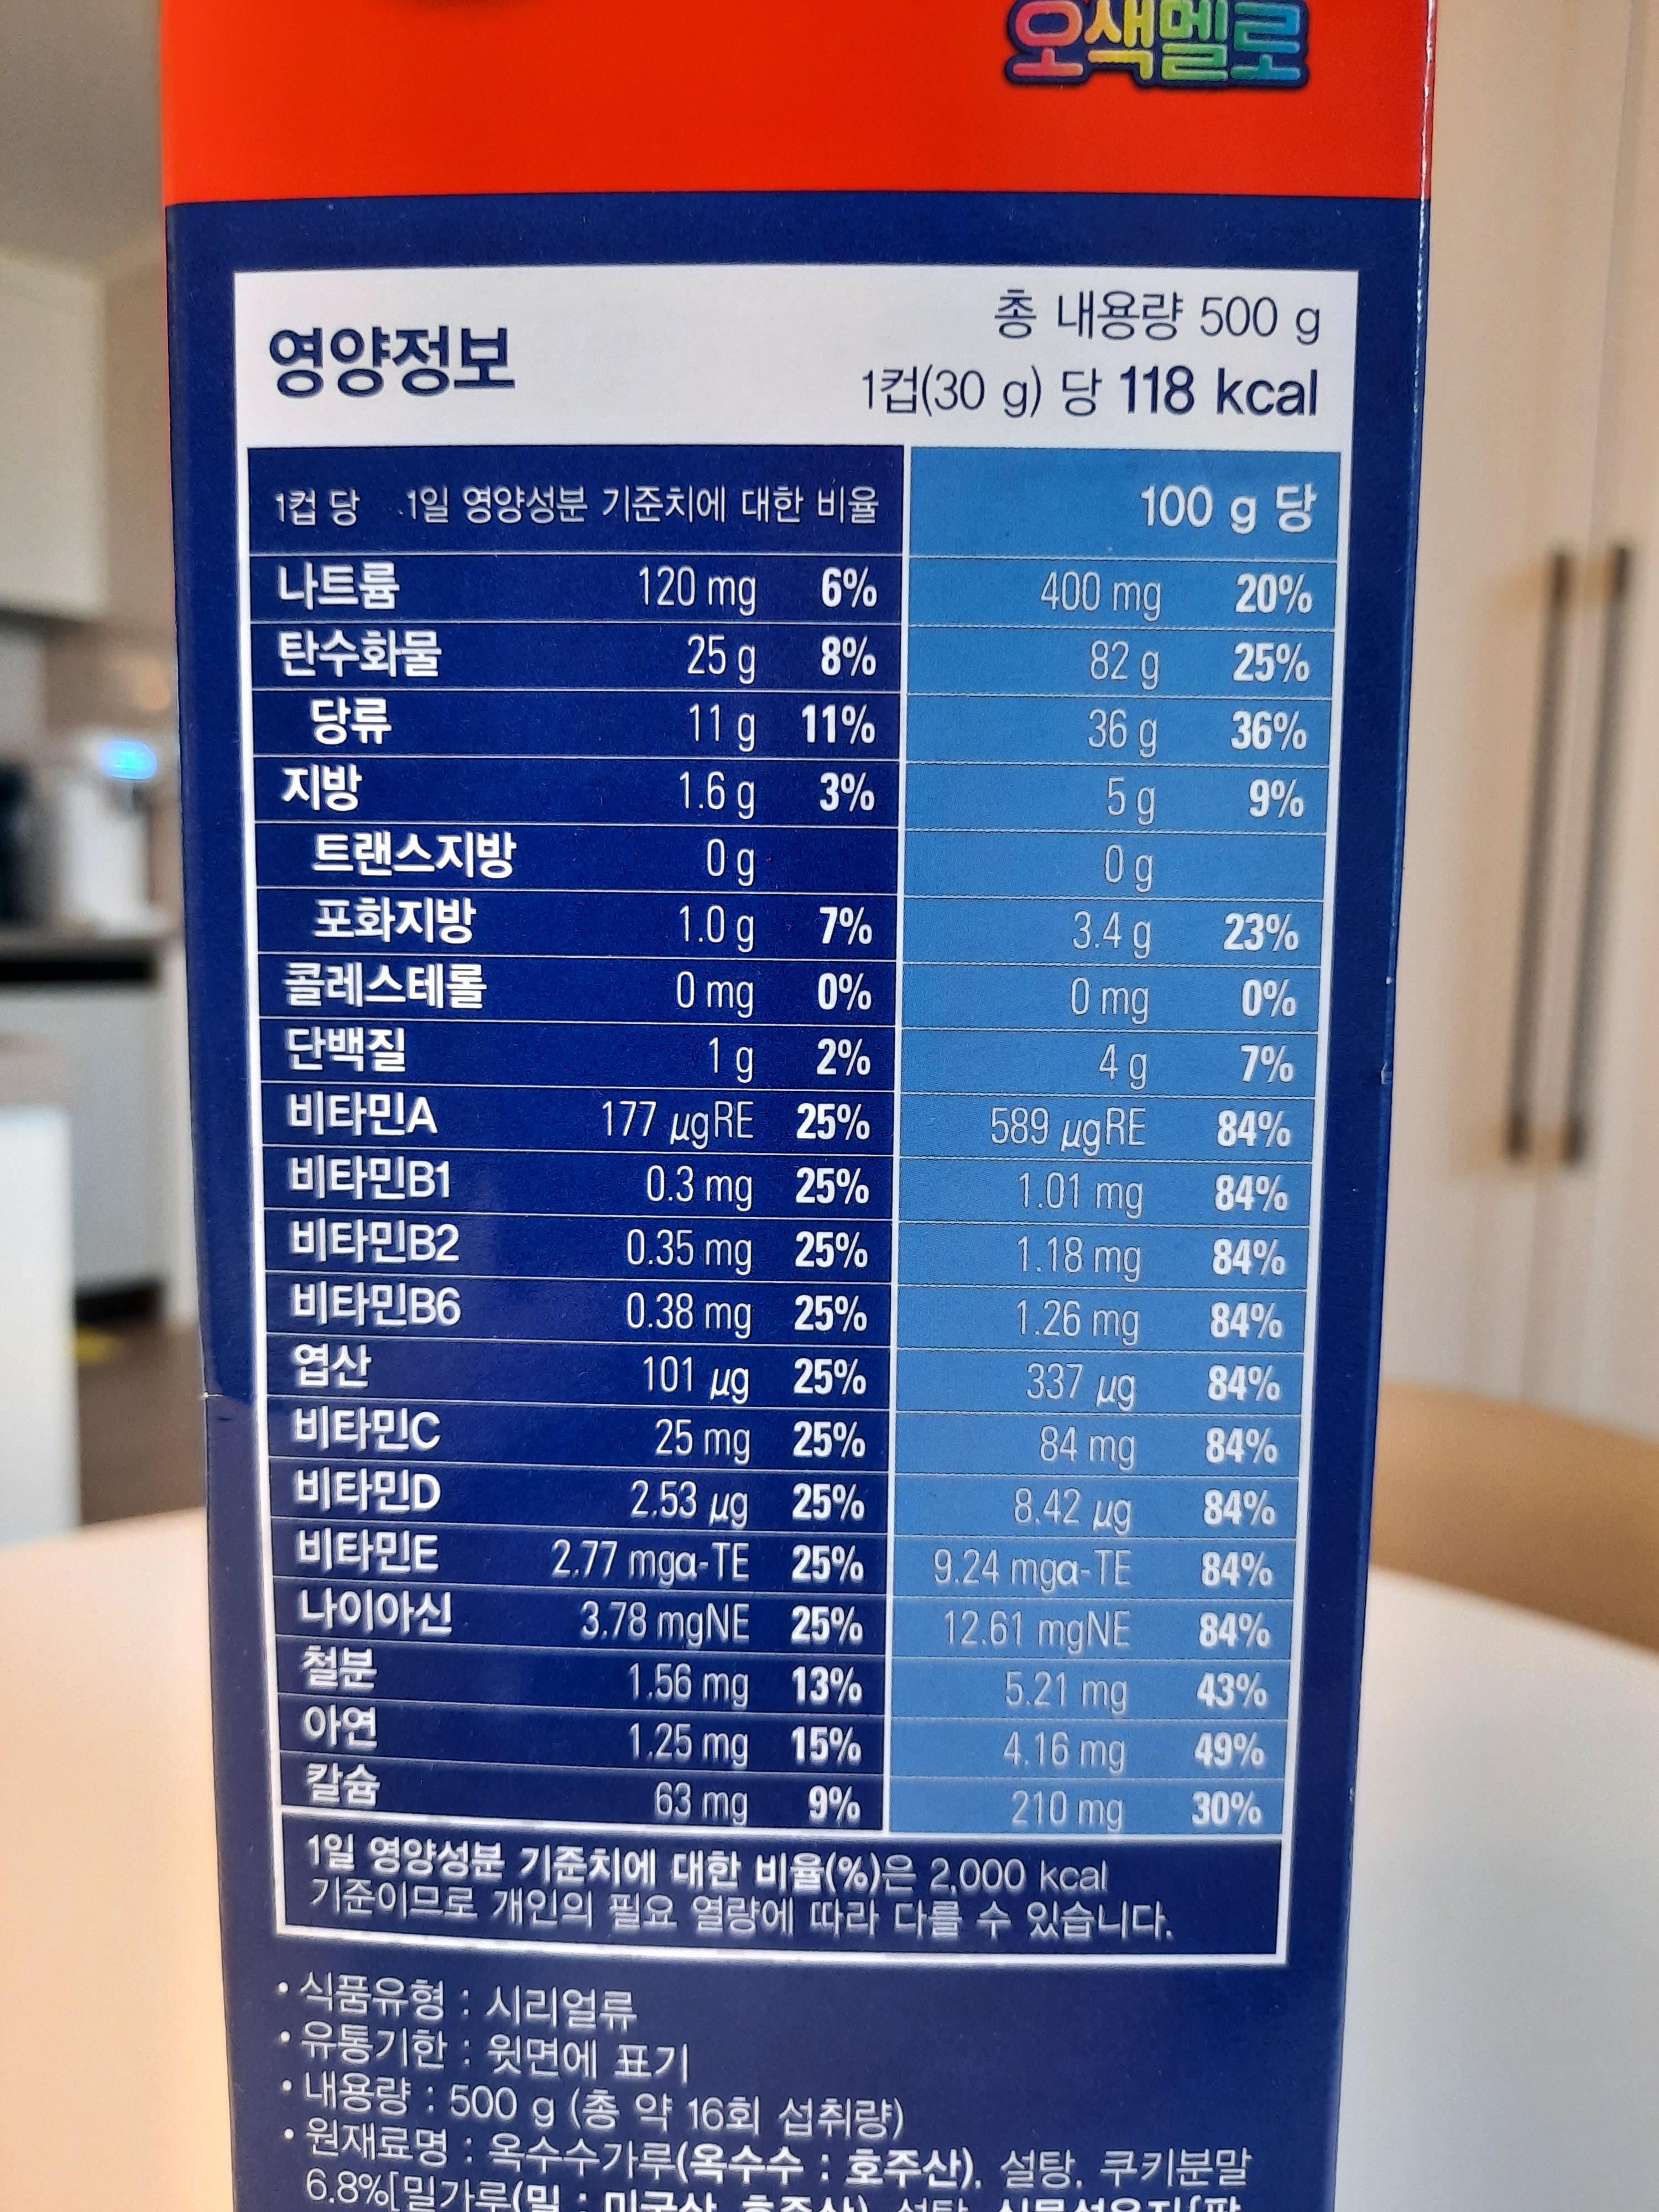 오색멜로
영양정보
총 내용량 500 g
1컵(30 g) 당 118 kcal
1컵 당 1일 영양성분 기준치에 대한 비율 100 g 당
나트륨 120 mg 6% 400 mg 20%
탄수화물 25 g 8% 82 g 25%
당류 11 g 11% 36 g 36%
지방 1.6 g 3% 5 g 9%
트랜스지방 0 g 0 g
포화지방 1.0 g 7% 3.4 g 23%
콜레스테롤 0 mg 0% 0 mg 0%
단백질 1 g 2% 4 g 7%
비타민A 177 μgRE 25% 589 μgRE 84%
비타민B1 0.3 mg 25% 1.01 mg 84%
비타민B2 0.35 mg 25% 1.18 mg 84%
비타민B6 0.38 mg 25% 1.26 mg 84%
엽산 101 μg 25% 337 μg 84%
비타민C 25 mg 25% 84 mg 84%
비타민D 2.53 μg 25% 8.42 μg 84%
비타민E 2.77 mgα-TE 25% 9.24 mgα-TE 84%
나이아신 3.78 mgNE 25% 12.61 mgNE 84%
철분 1.56 mg 13% 5.21 mg 43%
아연 1.25 mg 15% 4.16 mg 49%
칼슘 63 mg 9% 210 mg 30%
1일 영양성분 기준치에 대한 비율(%)은 2,000 kcal
기준이므로 개인의 필요 열량에 따라 다를 수 있습니다.
• 식품유형 : 시리얼류
• 유통기한 : 윗면에 표기
• 내용량 : 500 g (총 약 16회 섭취량)
• 원재료명 : 옥수수가루(옥수수 : 호주산), 설탕, 쿠키분말
6.8%[밀가루(밀 : 미국산, 호주산), 설탕,